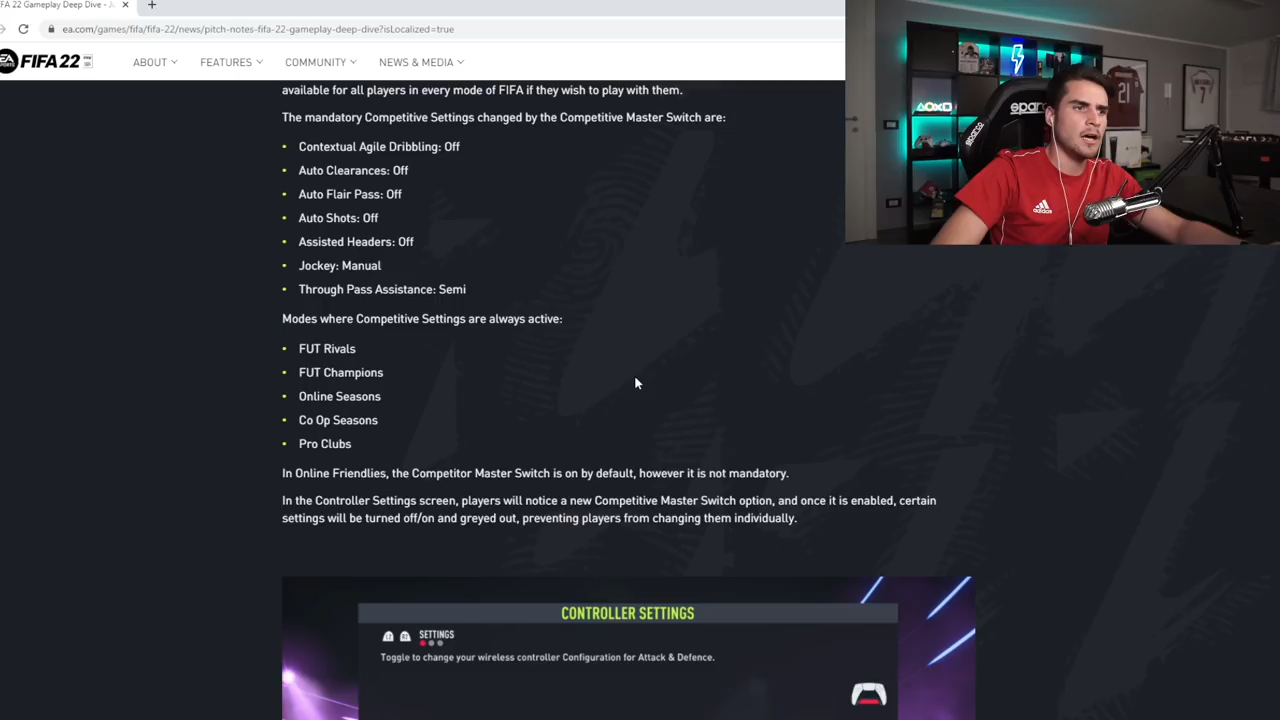 FA 22 Gameplay Deep Dive -
ea.com/games/fifa/fifa-22/news/pitch-notes-fifa-22-gameplay-deep-dive?isLocalized=true
FIFA 22
ABOUT
FEATURES
COMMUNITY
NEWS & MEDIA
available for all players in every mode of FIFA if they wish to play with them.
The mandatory Competitive Settings changed by the Competitive Master Switch are:
• Contextual Agile Dribbling: Off
• Auto Clearances: Off
• Auto Flair Pass: Off
• Auto Shots: Off
• Assisted Headers: Off
• Jockey: Manual
• Through Pass Assistance: Semi
Modes where Competitive Settings are always active:
• FUT Rivals
• FUT Champions
• Online Seasons
• Co Op Seasons
• Pro Clubs
In Online Friendlies, the Competitor Master Switch is on by default, however it is not mandatory.
In the Controller Settings screen, players will notice a new Competitive Master Switch option, and once it is enabled, certain
settings will be turned off/on and greyed out, preventing players from changing them individually.
CONTROLLER SETTINGS
SETTINGS
Toggle to change your wireless controller Configuration for Attack & Defence.
sparco
21
7
adidas